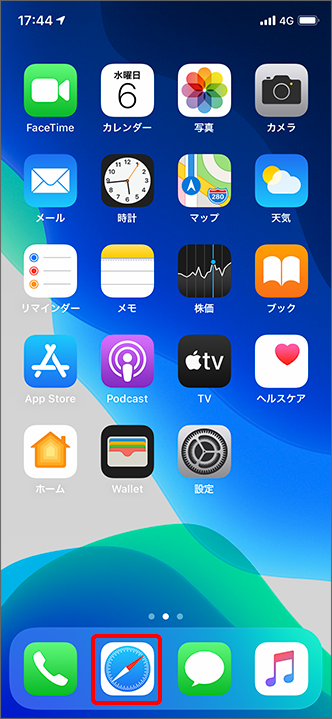 17:44
4G
水曜日
6
FaceTime
カレンダー
写真
カメラ
280
メール
時計
マップ
天気
リマインダー
メモ
株価
ブック
tv
App Store
Podcast
TV
ヘルスケア
ホーム
Wallet
設定